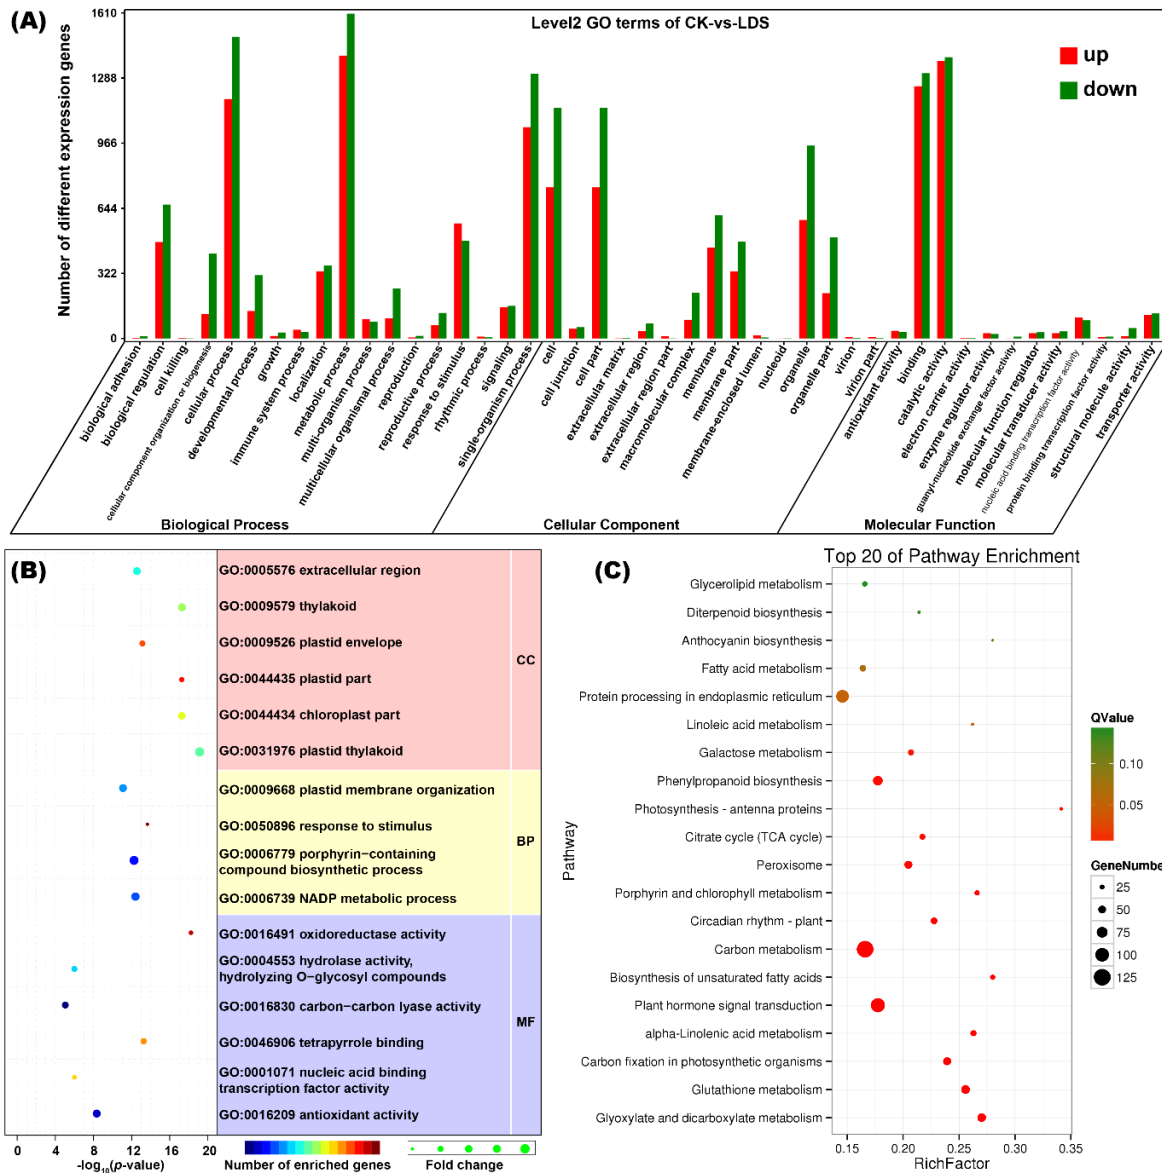 (A)
Level2 GO terms of CK-vs-LDS
up
down
Number of different expression genes
1610
1288
966
644
322
0
biological adhesion
biological regulation
cell killing
cellular component organization or biogenesis
cellular process
developmental process
growth
immune system process
localization
metabolic process
multi-organism process
multicellular organismal process
reproduction
reproductive process
response to stimulus
rhythmic process
signaling
single-organism process
cell
cell junction
cell part
extracellular matrix
extracellular region
extracellular region part
macromolecular complex
membrane
membrane part
membrane-enclosed lumen
nucleoid
organelle
organelle part
virion
virion part
antioxidant activity
binding
catalytic activity
electron carrier activity
enzyme regulator activity
guanyl-nucleotide exchange factor activity
molecular function regulator
molecular transducer activity
nucleic acid binding transcription factor activity
protein binding transcription factor activity
structural molecule activity
transporter activity
Biological Process
Cellular Component
Molecular Function
(B)
GO:0005576 extracellular region
GO:0009579 thylakoid
GO:0009526 plastid envelope
GO:0044435 plastid part
GO:0044434 chloroplast part
GO:0031976 plastid thylakoid
CC
GO:0009668 plastid membrane organization
GO:0050896 response to stimulus
GO:0006779 porphyrin−containing
compound biosynthetic process
GO:0006739 NADP metabolic process
BP
GO:0016491 oxidoreductase activity
GO:0004553 hydrolase activity,
hydrolyzing O−glycosyl compounds
GO:0016830 carbon−carbon lyase activity
GO:0046906 tetrapyrrole binding
GO:0001071 nucleic acid binding
transcription factor activity
GO:0016209 antioxidant activity
MF
0 4 8 12 16 20
-log10(p-value)
Number of enriched genes
Fold change
(C)
Top 20 of Pathway Enrichment
Pathway
Glycerolipid metabolism
Diterpenoid biosynthesis
Anthocyanin biosynthesis
Fatty acid metabolism
Protein processing in endoplasmic reticulum
Linoleic acid metabolism
Galactose metabolism
Phenylpropanoid biosynthesis
Photosynthesis - antenna proteins
Citrate cycle (TCA cycle)
Peroxisome
Porphyrin and chlorophyll metabolism
Circadian rhythm - plant
Carbon metabolism
Biosynthesis of unsaturated fatty acids
Plant hormone signal transduction
alpha-Linolenic acid metabolism
Carbon fixation in photosynthetic organisms
Glutathione metabolism
Glyoxylate and dicarboxylate metabolism
0.15 0.20 0.25 0.30 0.35
RichFactor
QValue
0.10
0.05
GeneNumber
25
50
75
100
125